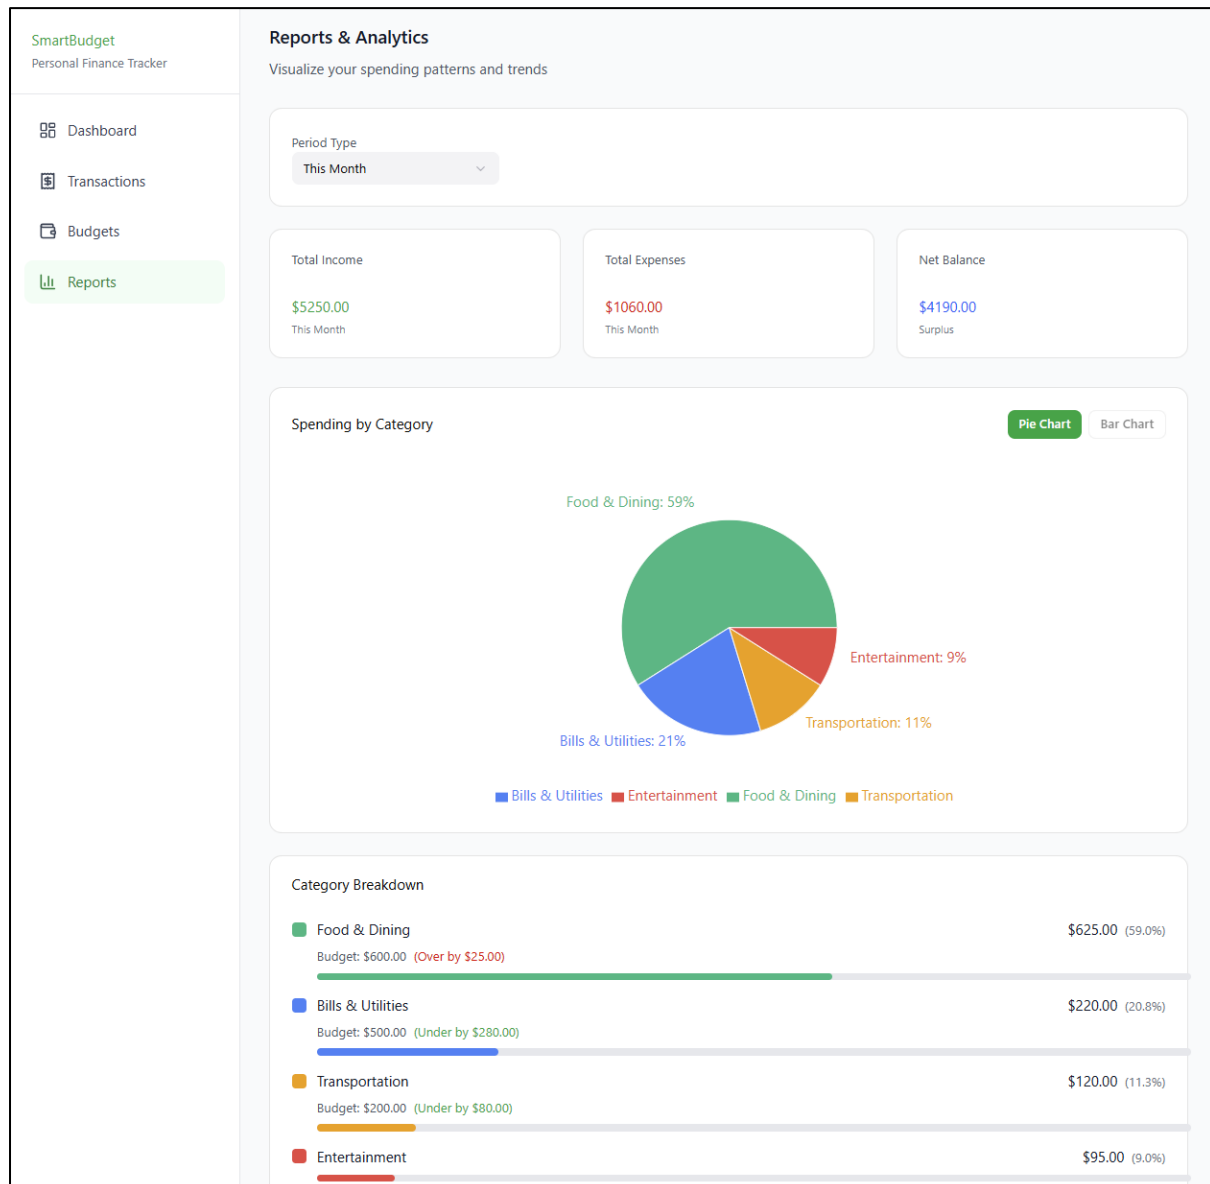 SmartBudget
Personal Finance Tracker
Dashboard
Transactions
Budgets
Reports
Reports & Analytics
Visualize your spending patterns and trends
Period Type
This Month
Total Income
$5250.00
This Month
Total Expenses
$1060.00
This Month
Net Balance
$4190.00
Surplus
Spending by Category
Pie Chart
Bar Chart
Food & Dining: 59%
Entertainment: 9%
Transportation: 11%
Bills & Utilities: 21%
Bills & Utilities Entertainment Food & Dining Transportation
Category Breakdown
Food & Dining $625.00 (59.0%)
Budget: $600.00 (Over by $25.00)
Bills & Utilities $220.00 (20.8%)
Budget: $500.00 (Under by $280.00)
Transportation $120.00 (11.3%)
Budget: $200.00 (Under by $80.00)
Entertainment $95.00 (9.0%)